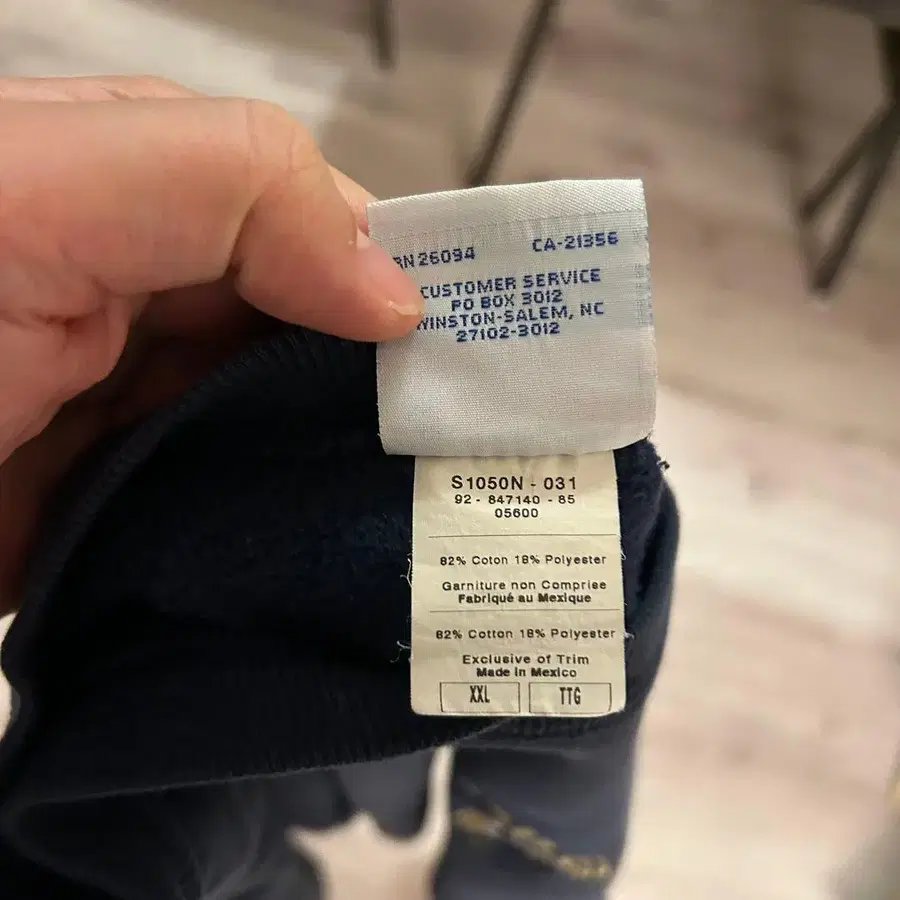 RN 26094 CA-21356
CUSTOMER SERVICE
PO BOX 3012
WINSTON-SALEM, NC
27102-3012
S1050N - 031
92 - 847140 - 85
05600
82% Coton 18% Polyester
Garniture non Comprise
Fabriqué au Mexique
82% Cotton 18% Polyester
Exclusive of Trim
Made in Mexico
XXL TTG